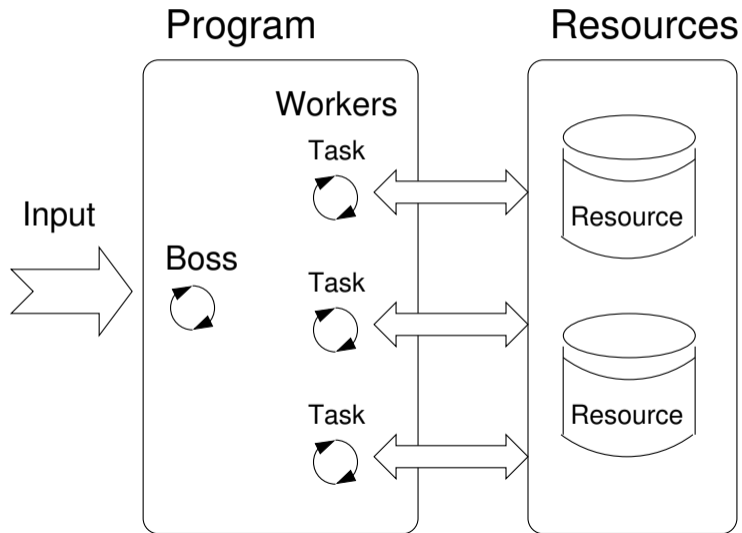 Program
Resources
Workers
Task
Input
Boss
Task
Task
Resource
Resource